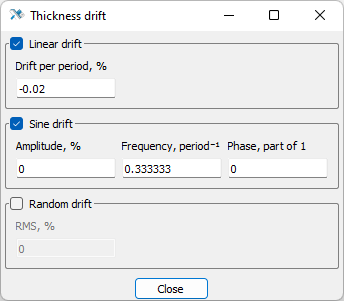 Thickness drift
Linear drift
Drift per period, %
-0.02
Sine drift
Amplitude, % Frequency, period⁻¹ Phase, part of 1
0 0.333333 0
Random drift
RMS, %
0
Close